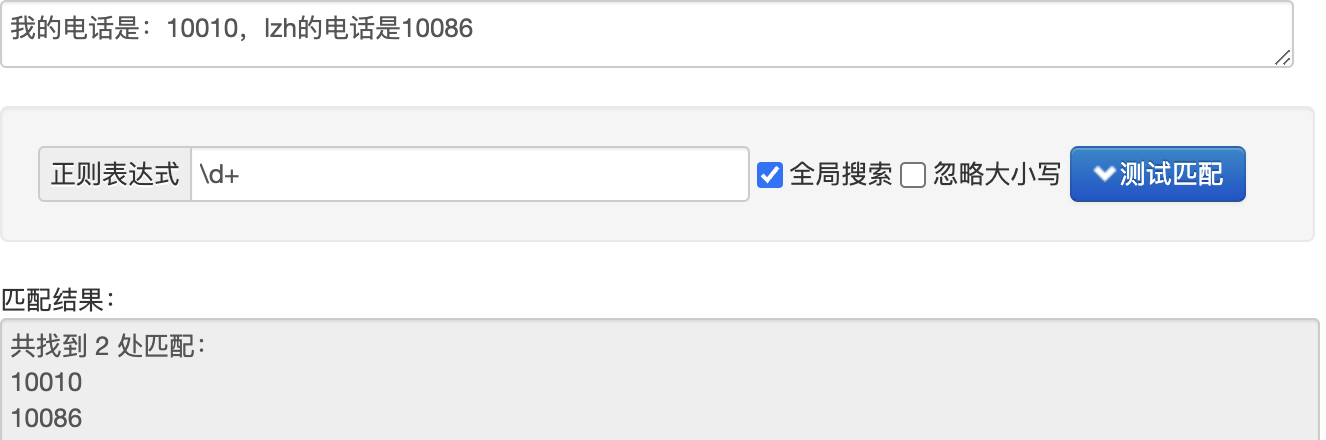 我的电话是：10010，lzh的电话是10086
正则表达式 \d+ 全局搜索 忽略大小写 测试匹配
匹配结果：
共找到 2 处匹配：
10010
10086